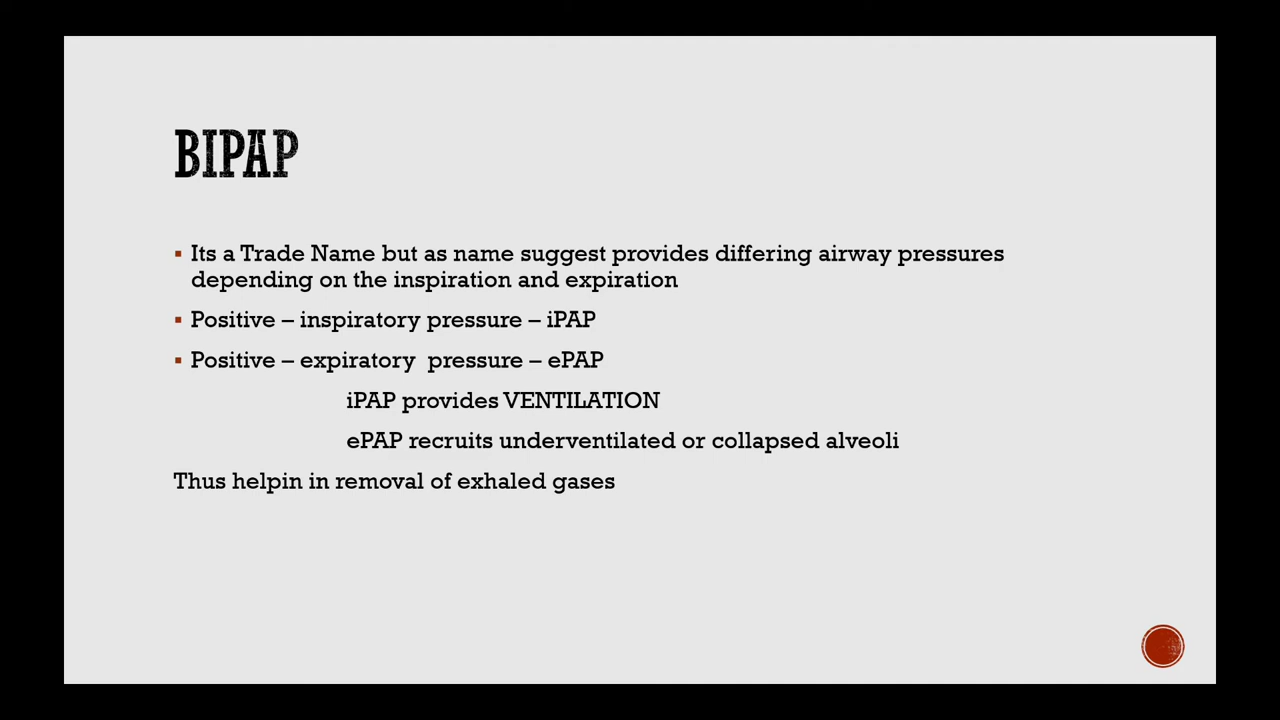 BIPAP
Its a Trade Name but as name suggest provides differing airway pressures
depending on the inspiration and expiration
Positive – inspiratory pressure – iPAP
Positive – expiratory  pressure – ePAP
iPAP provides VENTILATION
ePAP recruits underventilated or collapsed alveoli
Thus helpin in removal of exhaled gases